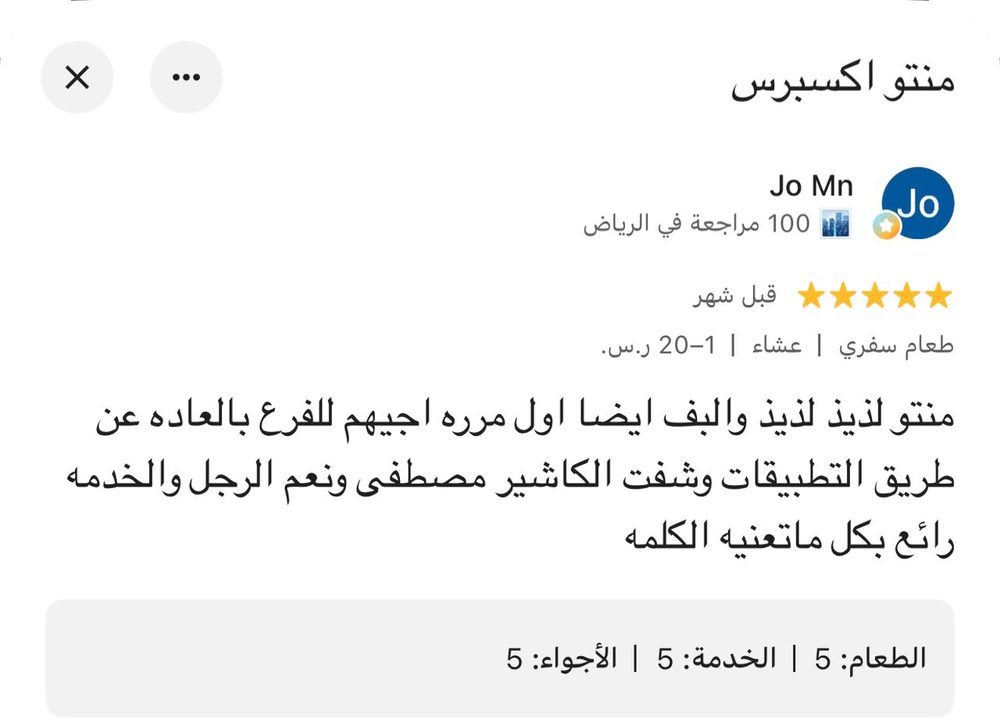 منتو اكسبرس
Jo
Jo Mn
100 مراجعة في الرياض
قبل شهر
طعام سفري | عشاء | 1–20 ر.س.
منتو لذيذ لذيذ والبف ايضا اول مرره اجيهم للفرع بالعاده عن
طريق التطبيقات وشفت الكاشير مصطفى ونعم الرجل والخدمه
رائع بكل ماتعنيه الكلمه
الطعام: 5 | الخدمة: 5 | الأجواء: 5